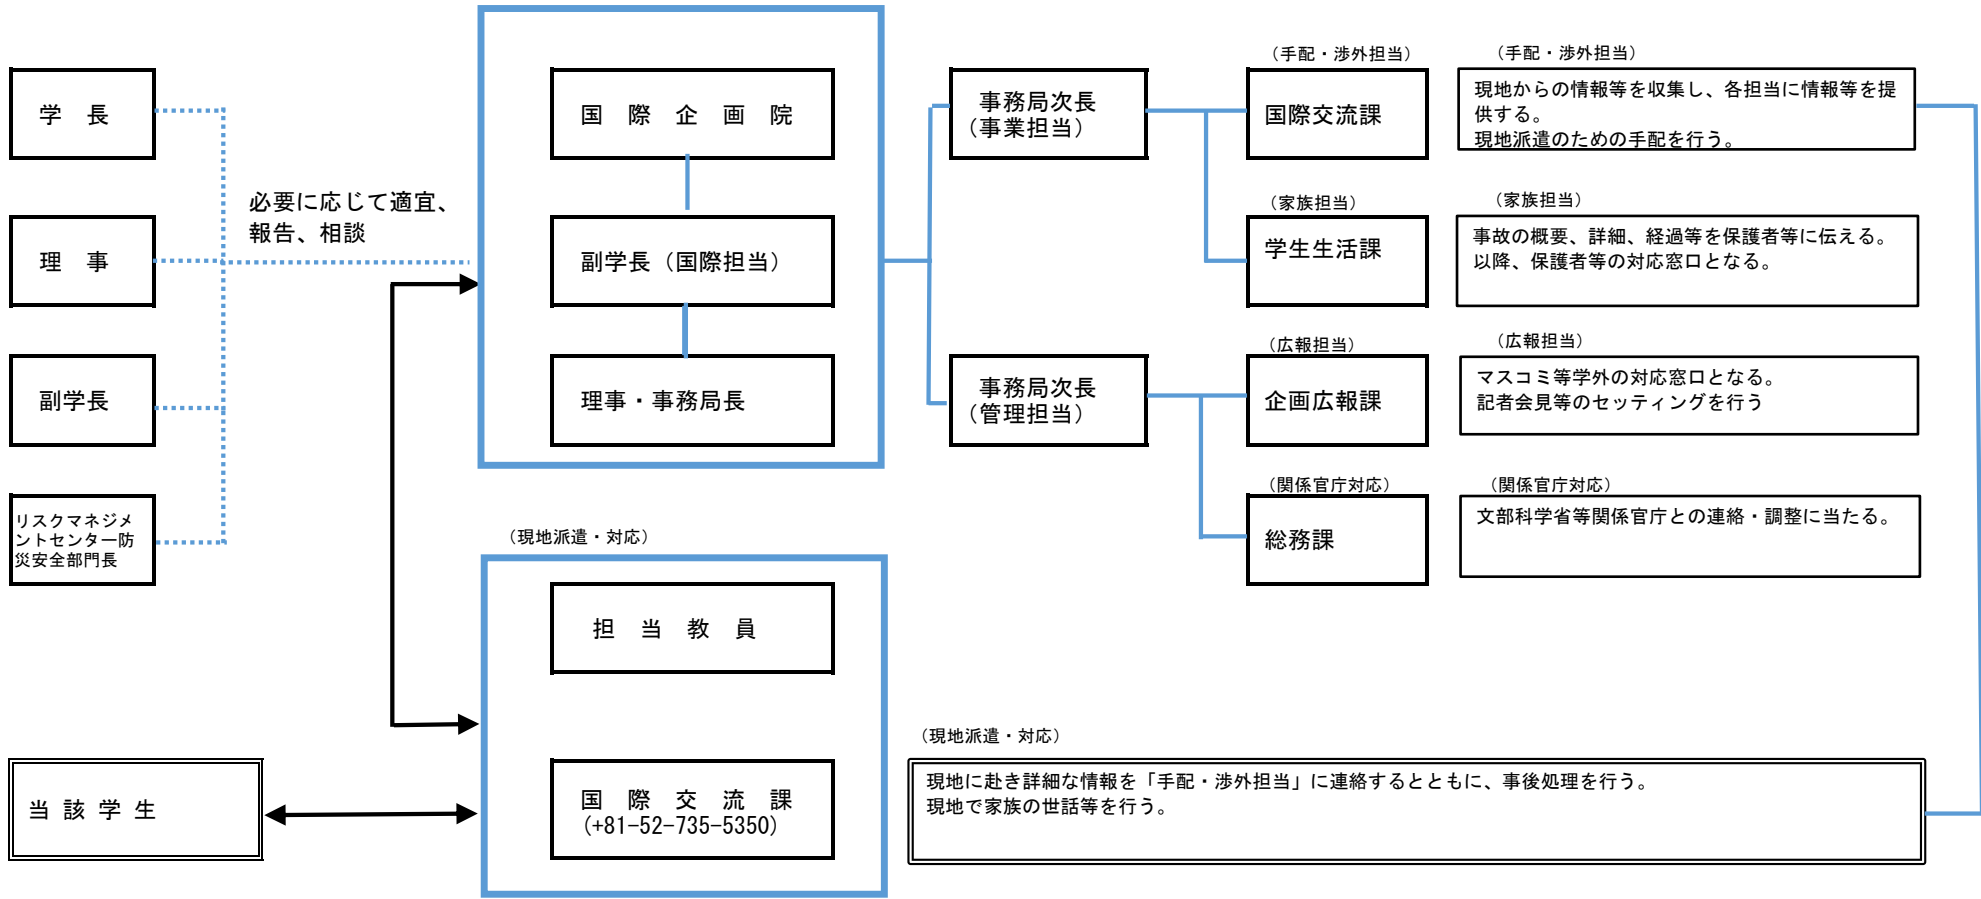 学　長
理　事
副学長
リスクマネジメ
ントセンター防
災安全部門長
必要に応じて適宜、
報告、相談
国　際　企　画　院
副学長（国際担当）
理事・事務局長
事務局次長
（事業担当）
事務局次長
（管理担当）
（手配・渉外担当）
国際交流課
（家族担当）
学生生活課
（広報担当）
企画広報課
（関係官庁対応）
総務課
（手配・渉外担当）
現地からの情報等を収集し、各担当に情報等を提
供する。
現地派遣のための手配を行う。
（家族担当）
事故の概要、詳細、経過等を保護者等に伝える。
以降、保護者等の対応窓口となる。
（広報担当）
マスコミ等学外の対応窓口となる。
記者会見等のセッティングを行う
（関係官庁対応）
文部科学省等関係官庁との連絡・調整に当たる。
（現地派遣・対応）
担　当　教　員
国　際　交　流　課
(+81-52-735-5350)
当 該 学 生
（現地派遣・対応）
現地に赴き詳細な情報を「手配・渉外担当」に連絡するとともに、事後処理を行う。
現地で家族の世話等を行う。